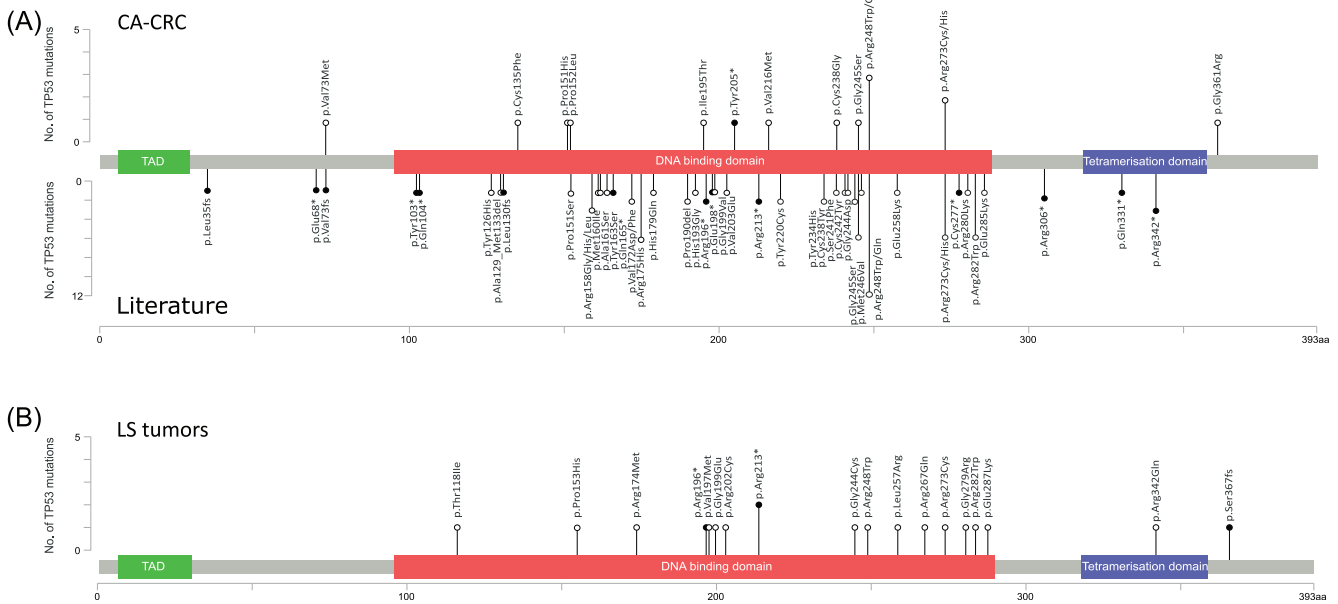 (A)
CA-CRC
No. of TP53 mutations
5
0
p.Val73Met
p.Cys135Phe
p.Pro151His
p.Pro152Leu
p.Ile195Thr
p.Tyr205*
p.Val216Met
p.Cys238Gly
p.Gly245Ser
p.Arg248Trp/
p.Arg273Cys/His
p.Gly361Arg
TAD
DNA binding domain
Tetramerisation domain
No. of TP53 mutations
0
12
p.Leu35fs
p.Glu68*
p.Val73fs
p.Tyr103*
p.Gln104*
p.Tyr126His
p.Ala129_Met133del
p.Leu130fs
p.Pro151Ser
p.Arg158Gly/His/Leu
p.Met160Ile
p.Ala161Ser
p.Tyr163Ser
p.Gln165*
p.Val172Asp/Phe
p.Arg175His
p.His179Gln
p.Pro190del
p.His193Gly
p.Arg196*
p.Glu198*
p.Gly199Val
p.Val203Glu
p.Arg213*
p.Tyr220Cys
p.Tyr234His
p.Cys238Tyr
p.Ser241Phe
p.Cys242Tyr
p.Gly244Asp
p.Gly245Ser
p.Met246Val
p.Arg248Trp/Gln
p.Glu258Lys
p.Arg273Cys/His
p.Cys277*
p.Arg280Lys
p.Arg282Trp
p.Glu285Lys
p.Arg306*
p.Gln331*
p.Arg342*
Literature
0
100
200
300
393aa
(B)
LS tumors
No. of TP53 mutations
5
0
p.Thr118Ile
p.Pro153His
p.Arg174Met
p.Arg196*
p.Val197Met
p.Gly199Glu
p.Arg202Cys
p.Arg213*
p.Gly244Cys
p.Arg248Trp
p.Leu257Arg
p.Arg267Gln
p.Arg273Cys
p.Gly279Arg
p.Arg282Trp
p.Glu287Lys
p.Arg342Gln
p.Ser367fs
TAD
DNA binding domain
Tetramerisation domain
0
100
200
300
393aa